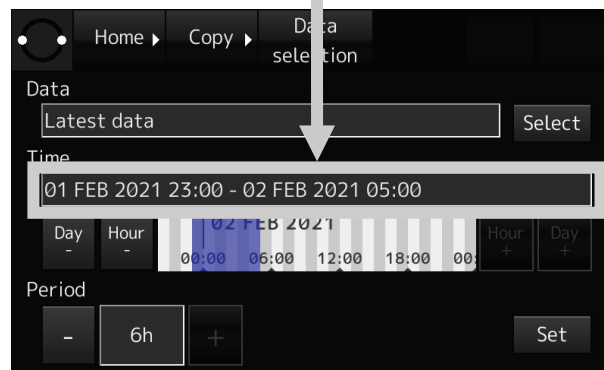 Home Copy Data
selection
Data
Latest data Select
Time
01 FEB 2021 23:00 - 02 FEB 2021 05:00
Day
-
Hour
-
02 FEB 2021
00:00 06:00 12:00 18:00 00:
Hour
+
Day
+
Period
- 6h + Set